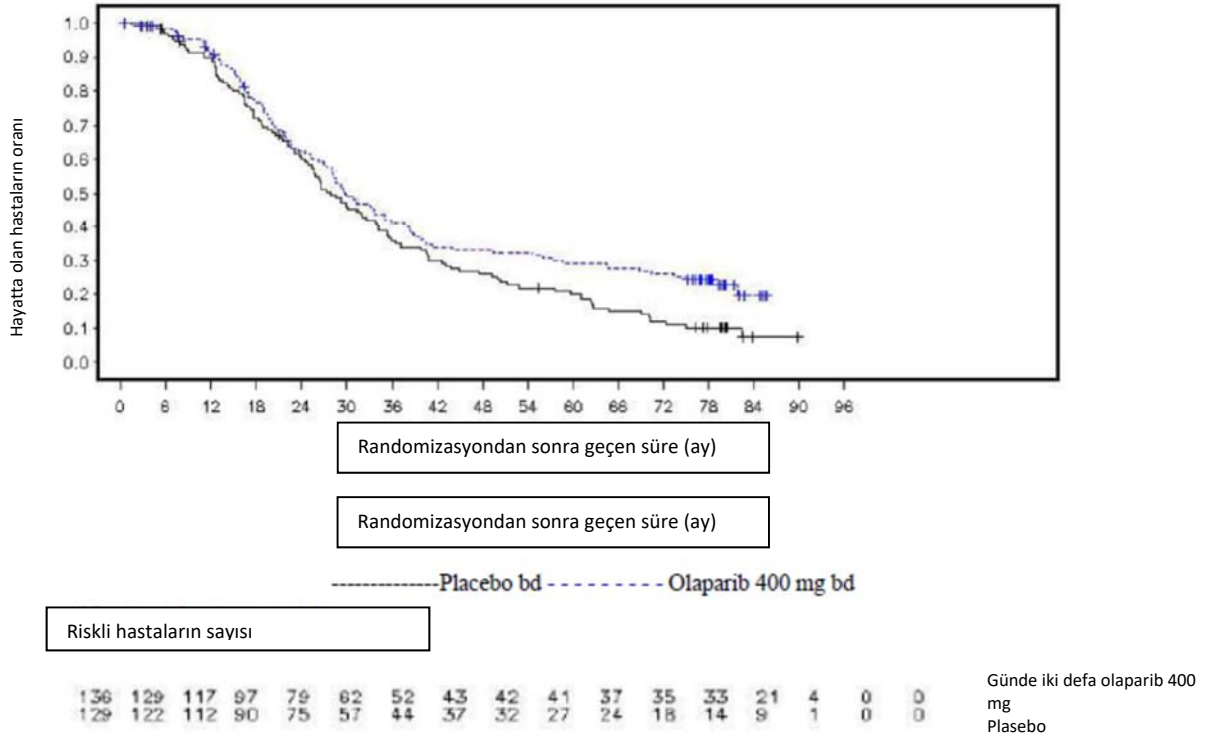 Hayatta olan hastaların oranı
1.0
0.9
0.8
0.7
0.6
0.5
0.4
0.3
0.2
0.1
0.0
0 6 12 18 24 30 36 42 48 54 60 66 72 78 84 90 96
Randomizasyondan sonra geçen süre (ay)
Randomizasyondan sonra geçen süre (ay)
Placebo bd Olaparib 400 mg bd
Riskli hastaların sayısı
136 129 117 97 79 62 52 43 42 41 37 35 33 21 4 0 0
129 122 112 90 75 57 44 37 32 27 24 18 14 9 1 0 0
Günde iki defa olaparib 400
mg
Plasebo